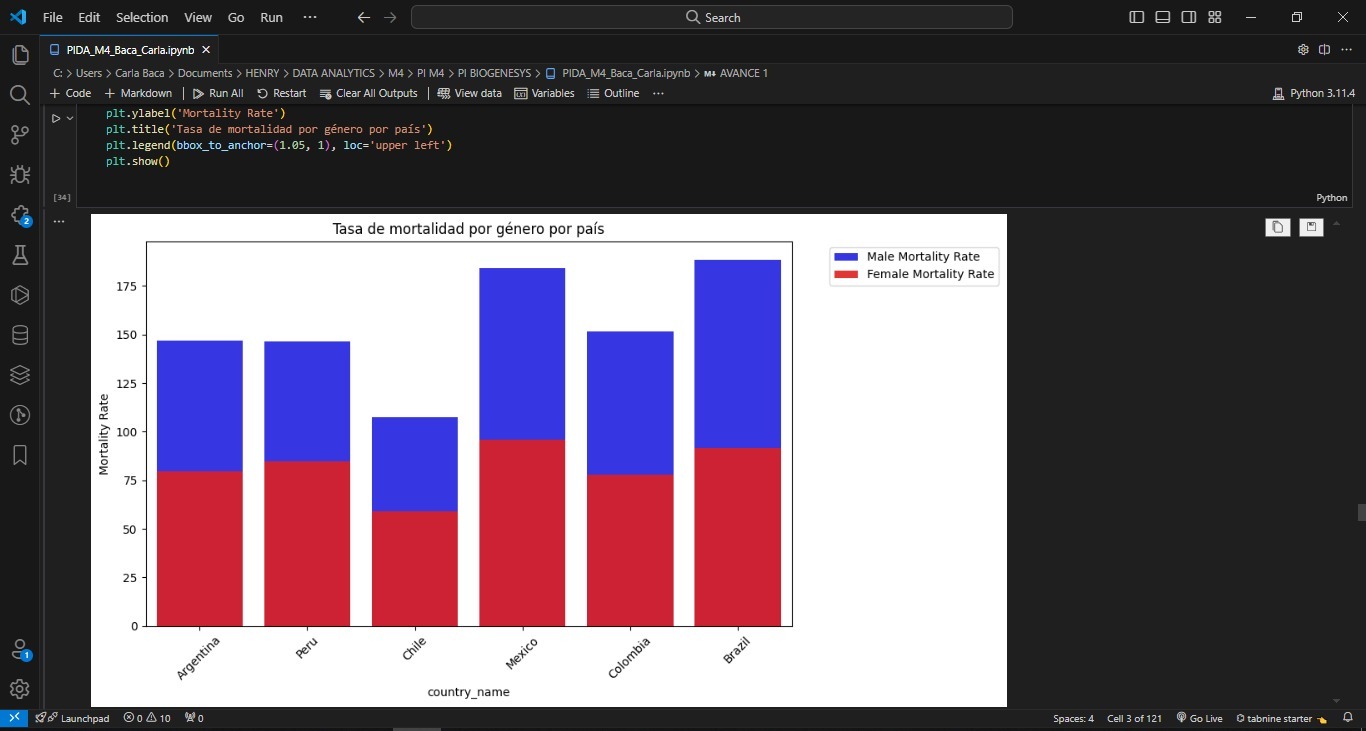 File Edit Selection View Go Run ··· Search
PIDA_M4_Baca_Carla.ipynb
C: > Users > Carla Baca > Documents > HENRY > DATA ANALYTICS > M4 > PI M4 > PI BIOGENESYS > PIDA_M4_Baca_Carla.ipynb > M↓ AVANCE 1
+ Code + Markdown Run All Restart Clear All Outputs View data Variables Outline ··· Python 3.11.4
plt.ylabel('Mortality Rate')
plt.title('Tasa de mortalidad por género por país')
plt.legend(bbox_to_anchor=(1.05, 1), loc='upper left')
plt.show()
[34] Python
Tasa de mortalidad por género por país
Male Mortality Rate
Female Mortality Rate
175
150
125
100
75
50
25
0
Mortality Rate
Argentina Peru Chile Mexico Colombia Brazil
country_name
2
1
Launchpad 0 10 0 Spaces: 4 Cell 3 of 121 Go Live tabnine starter